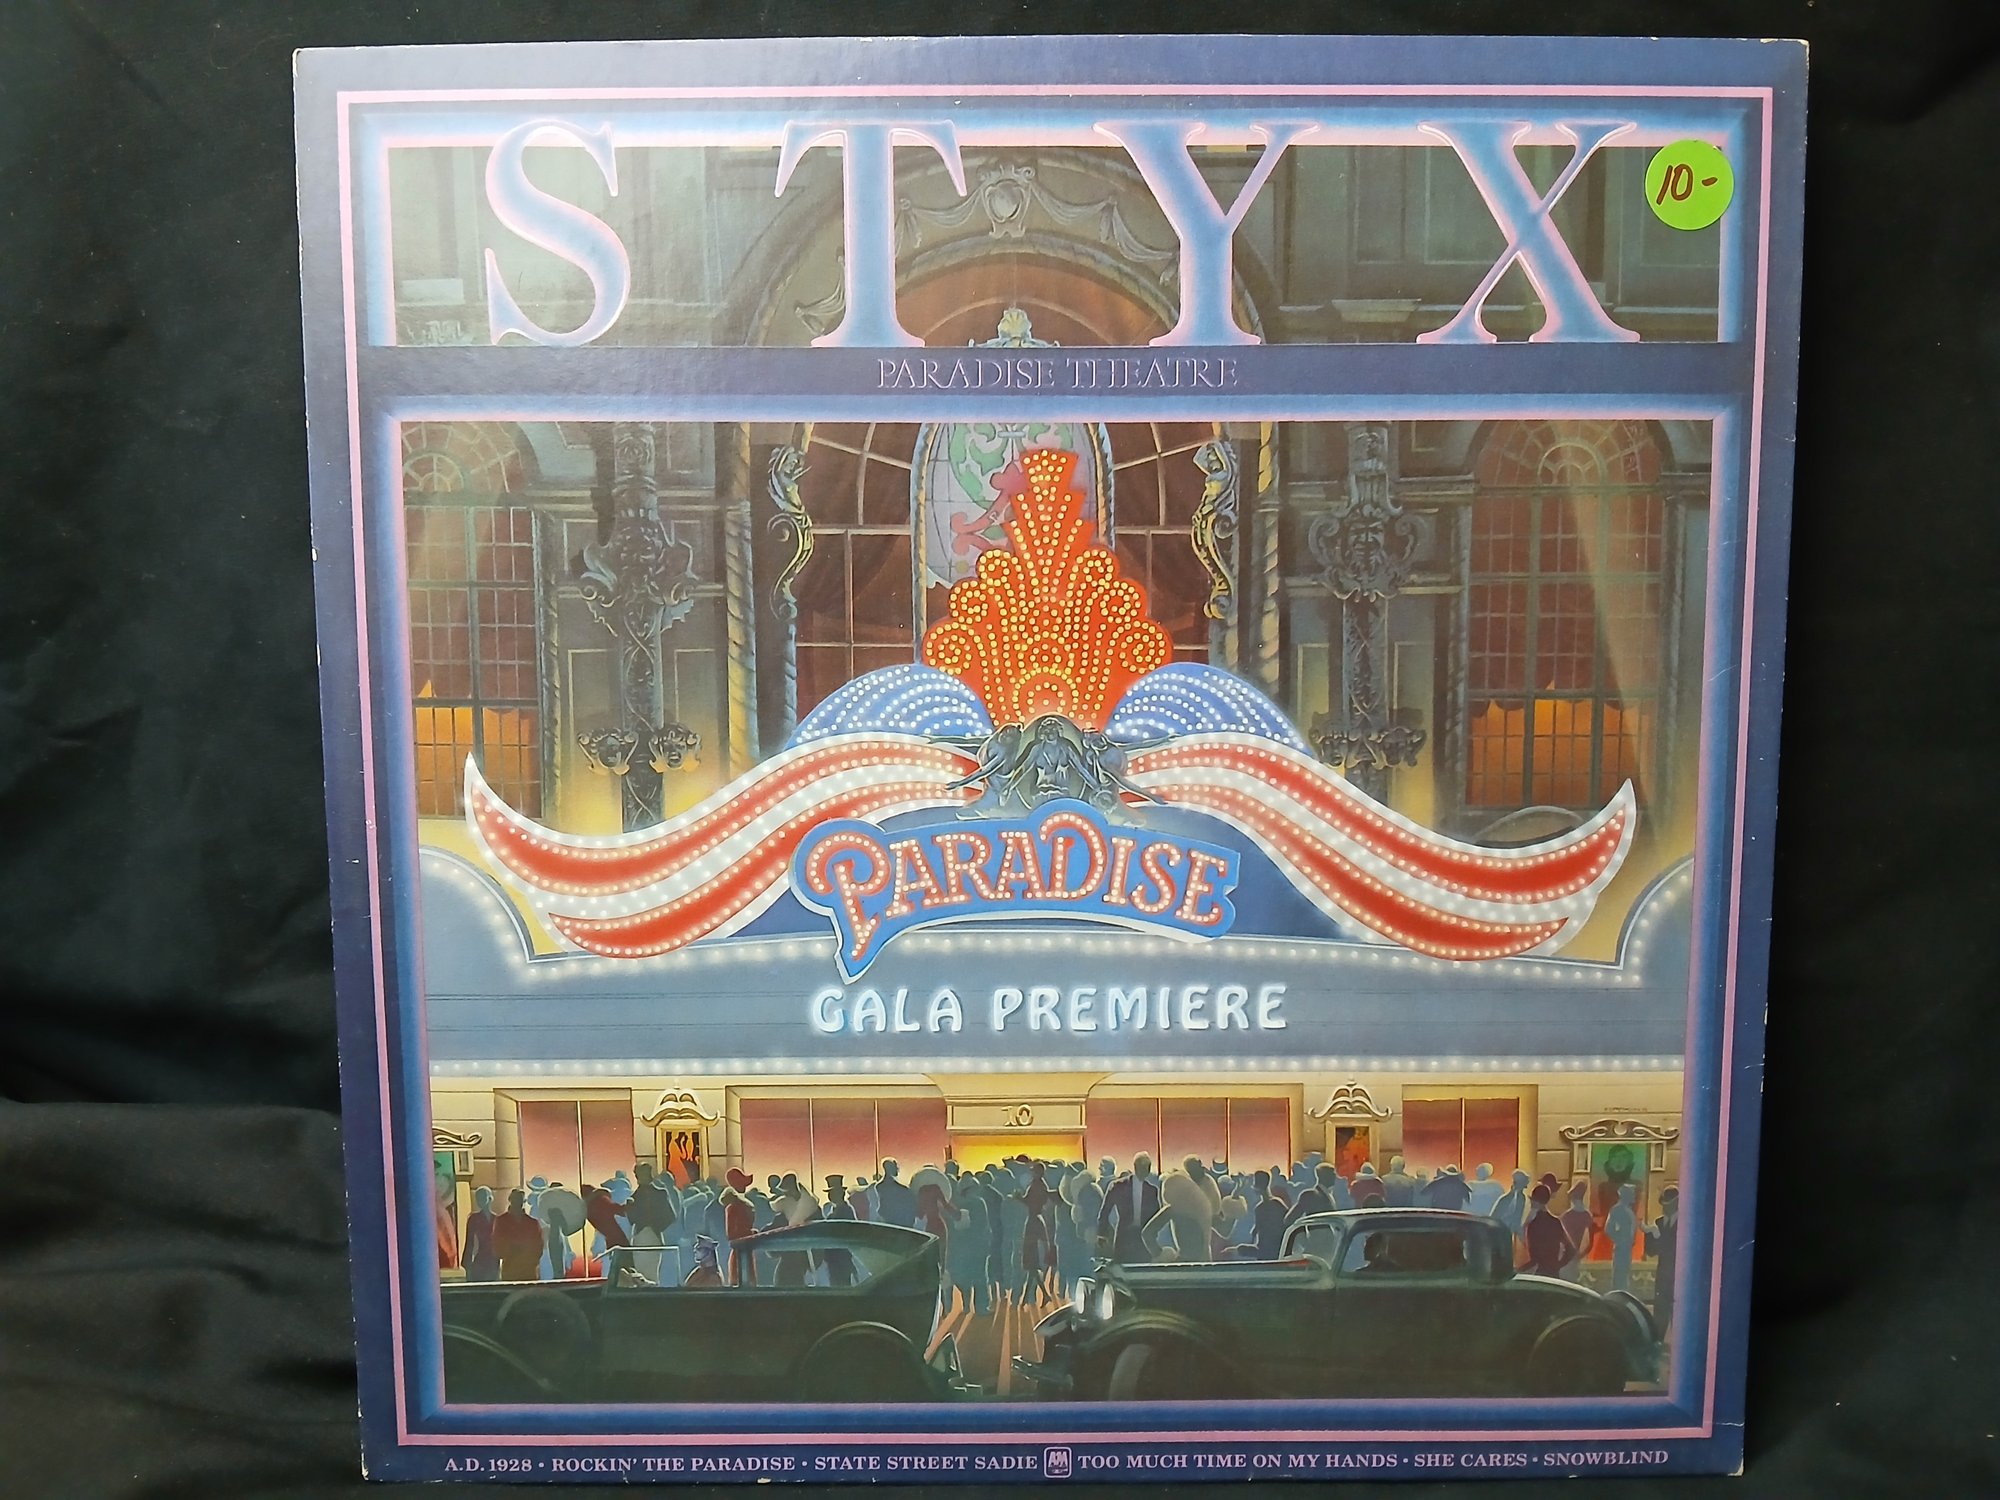 STYX
10-
PARADISE THEATRE
PARADISE
GALA PREMIERE
10
A.D. 1928 • ROCKIN' THE PARADISE • STATE STREET SADIE A&M TOO MUCH TIME ON MY HANDS • SHE CARES • SNOWBLIND